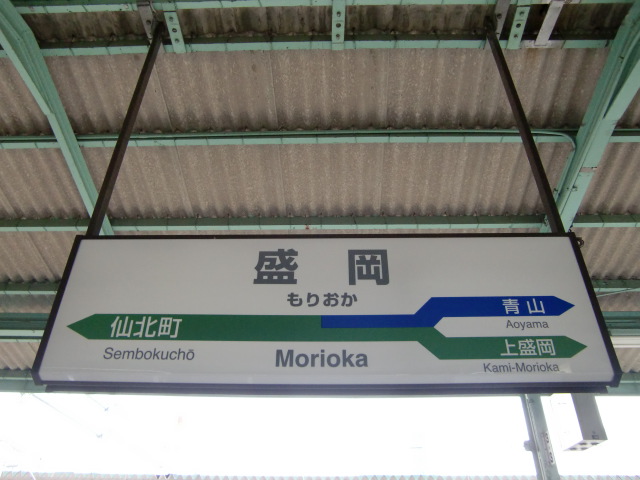 盛岡
もりおか
Morioka
仙北町
Sembokuchō
青山
Aoyama
上盛岡
Kami-Morioka